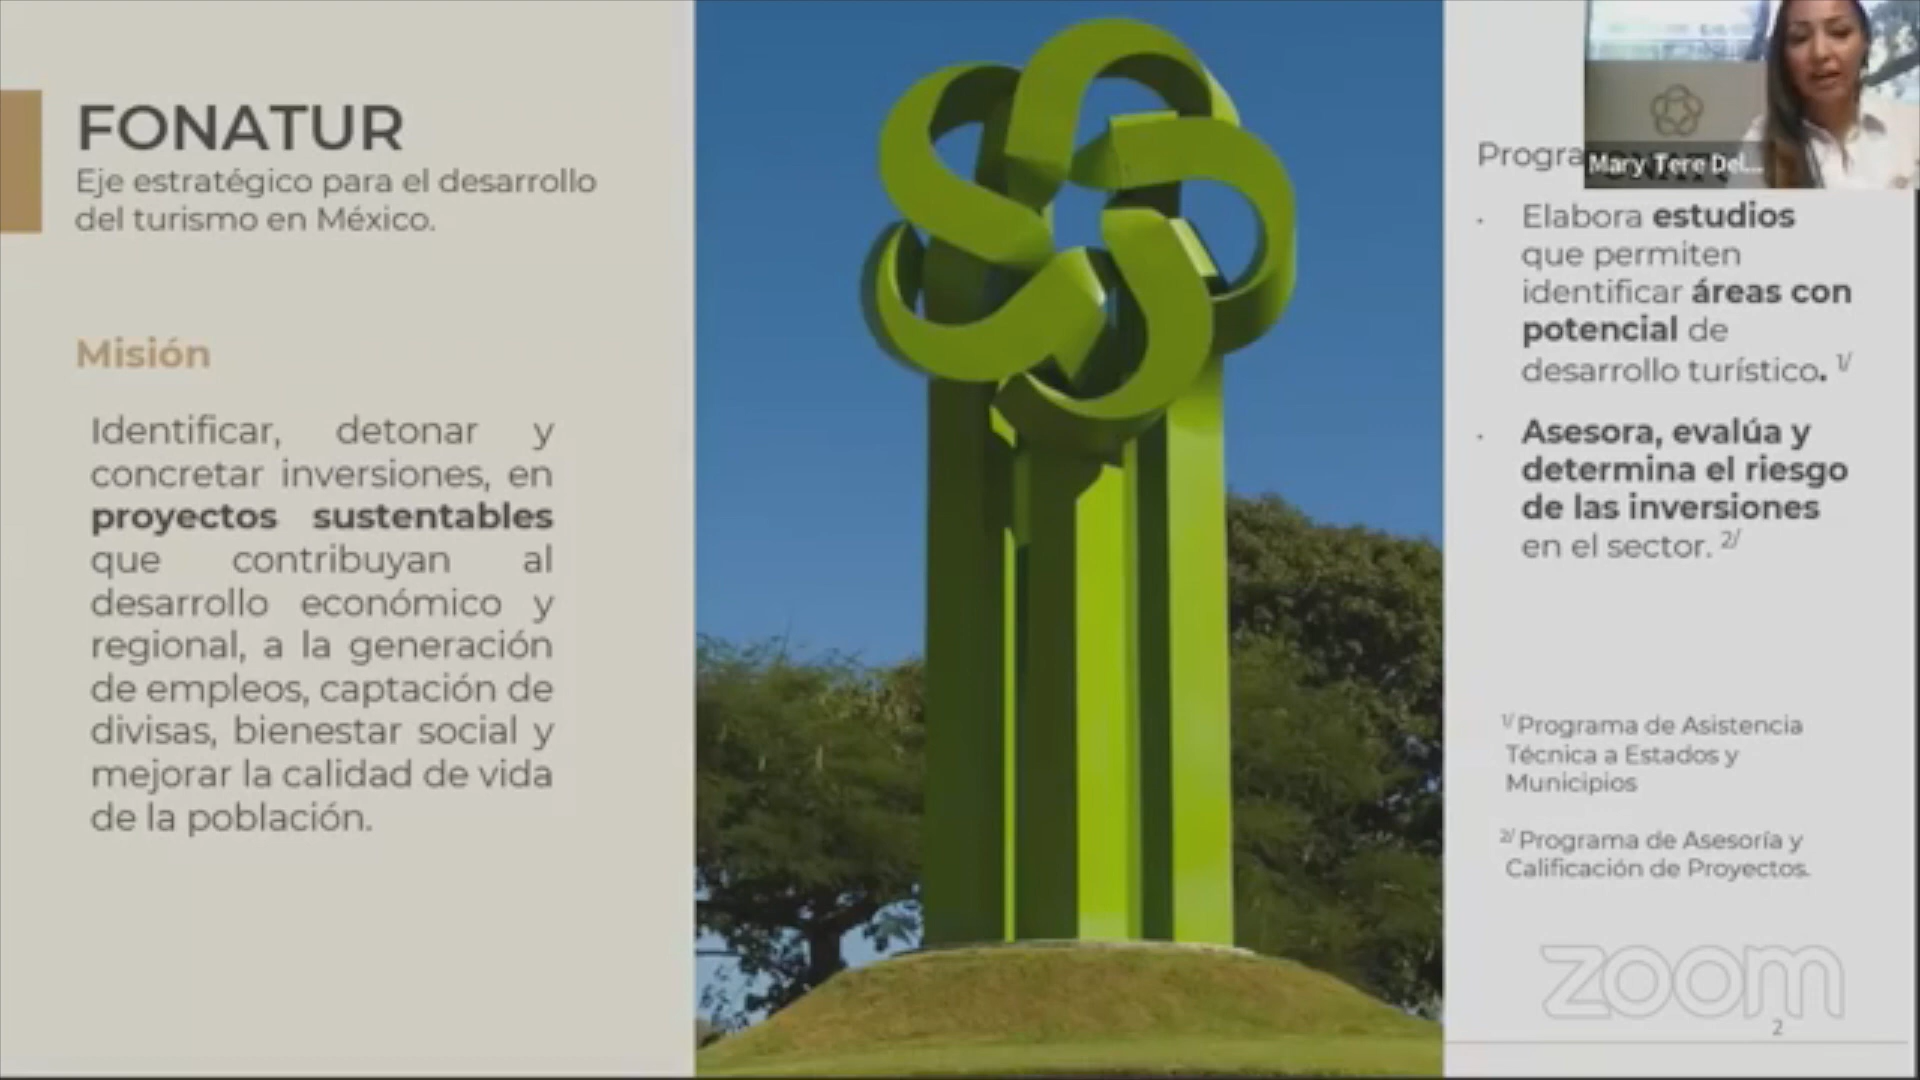 FONATUR
Eje estratégico para el desarrollo
del turismo en México.
Misión
Identificar, detonar y
concretar inversiones, en
proyectos sustentables
que contribuyan al
desarrollo económico y
regional, a la generación
de empleos, captación de
divisas, bienestar social y
mejorar la calidad de vida
de la población.
Mary Tere Del...
Elabora estudios
que permiten
identificar áreas con
potencial de
desarrollo turístico. 1/
Asesora, evalúa y
determina el riesgo
de las inversiones
en el sector. 2/
1/ Programa de Asistencia
Técnica a Estados y
Municipios
2/ Programa de Asesoría y
Calificación de Proyectos.
zoom
2